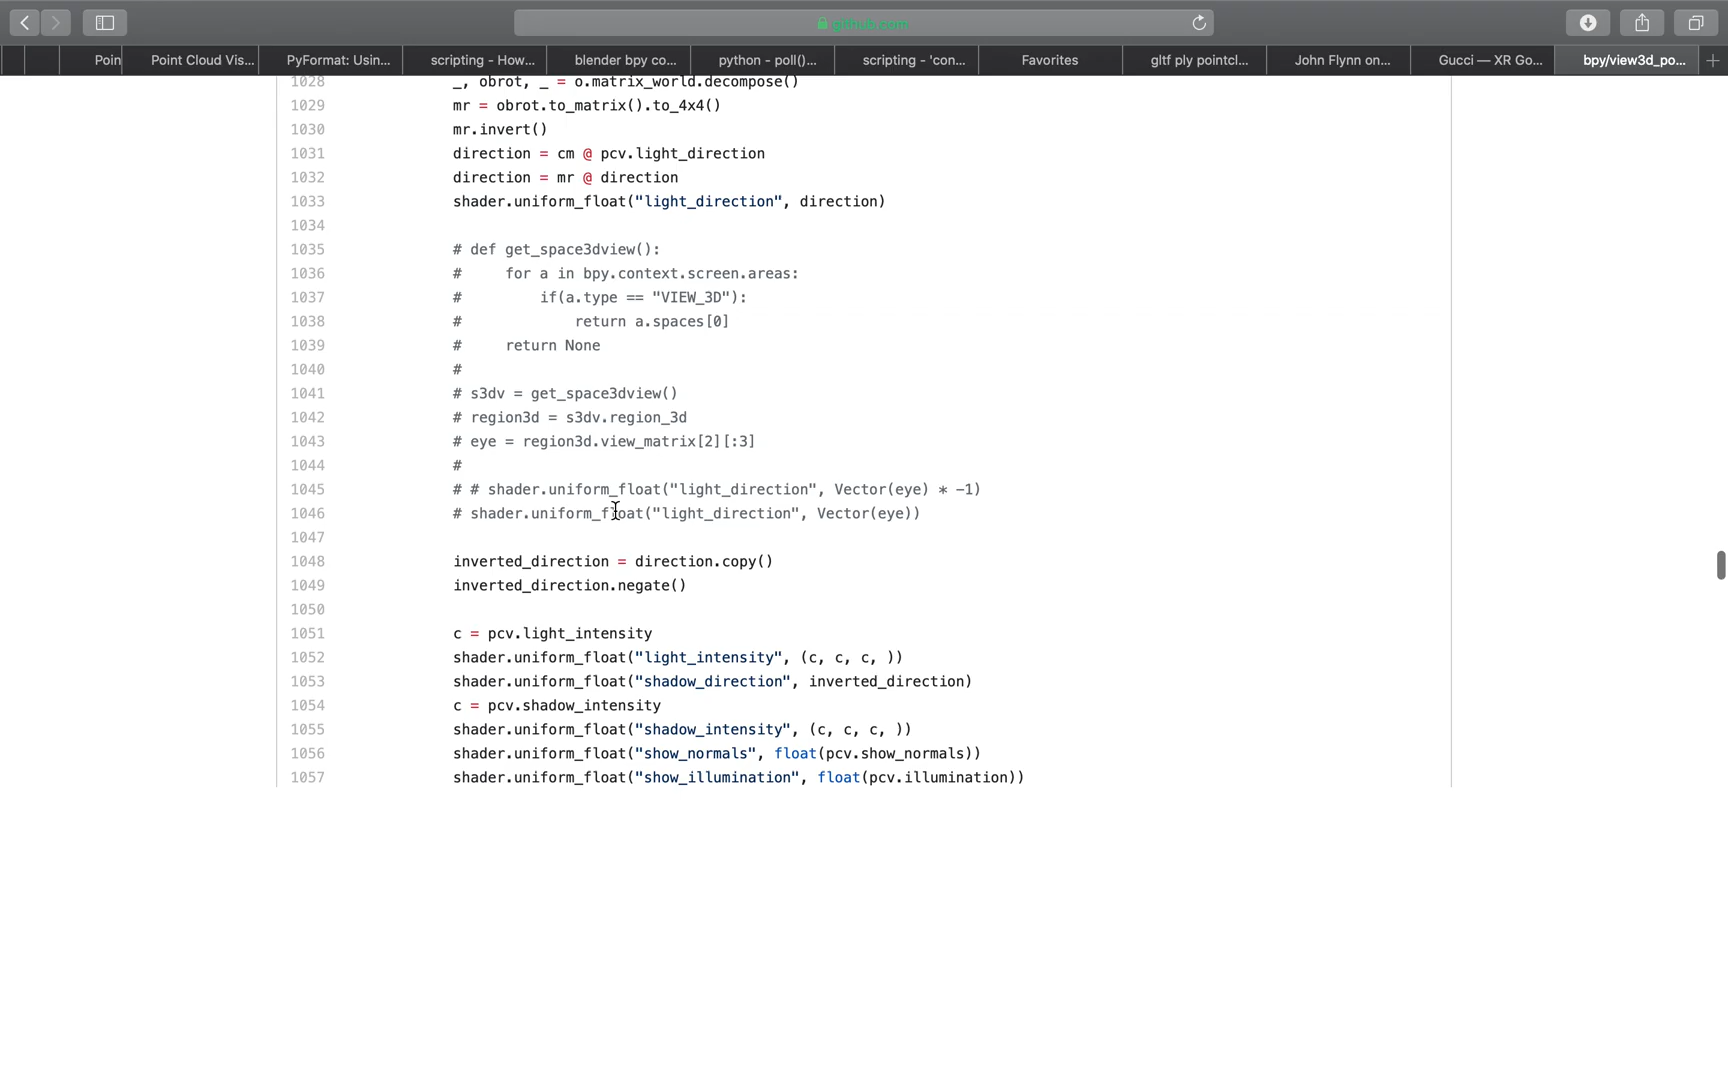 github.com
Poin Point Cloud Vis... PyFormat: Usin... scripting - How... blender bpy co... python - poll()... scripting - 'con... Favorites gltf ply pointcl... John Flynn on... Gucci — XR Go... bpy/view3d_po...
1028 _, obrot, _ = o.matrix_world.decompose()
1029 mr = obrot.to_matrix().to_4x4()
1030 mr.invert()
1031 direction = cm @ pcv.light_direction
1032 direction = mr @ direction
1033 shader.uniform_float("light_direction", direction)
1034
1035 # def get_space3dview():
1036 #     for a in bpy.context.screen.areas:
1037 #         if(a.type == "VIEW_3D"):
1038 #             return a.spaces[0]
1039 #     return None
1040 #
1041 # s3dv = get_space3dview()
1042 # region3d = s3dv.region_3d
1043 # eye = region3d.view_matrix[2][:3]
1044 #
1045 # # shader.uniform_float("light_direction", Vector(eye) * -1)
1046 # shader.uniform_float("light_direction", Vector(eye))
1047
1048 inverted_direction = direction.copy()
1049 inverted_direction.negate()
1050
1051 c = pcv.light_intensity
1052 shader.uniform_float("light_intensity", (c, c, c, ))
1053 shader.uniform_float("shadow_direction", inverted_direction)
1054 c = pcv.shadow_intensity
1055 shader.uniform_float("shadow_intensity", (c, c, c, ))
1056 shader.uniform_float("show_normals", float(pcv.show_normals))
1057 shader.uniform_float("show_illumination", float(pcv.illumination))